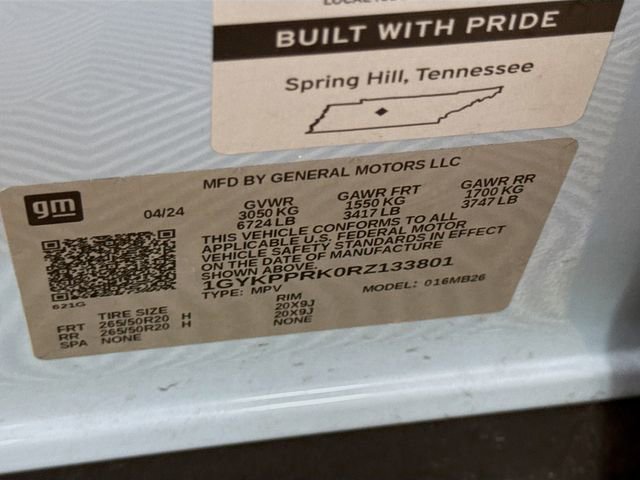 BUILT WITH PRIDE
Spring Hill, Tennessee
gm
MFD BY GENERAL MOTORS LLC
04/24
GVWR GAWR FRT GAWR RR
3050 KG 1550 KG 1700 KG
6724 LB 3417 LB 3747 LB
THIS VEHICLE CONFORMS TO ALL
APPLICABLE U.S. FEDERAL MOTOR
VEHICLE SAFETY STANDARDS IN EFFECT
ON THE DATE OF MANUFACTURE
SHOWN ABOVE
1GYKPPRK0RZ133801
TYPE: MPV MODEL: 016MB26
621G
TIRE SIZE RIM
FRT 265/50R20 H 20X9J
RR 265/50R20 H 20X9J
SPA NONE NONE